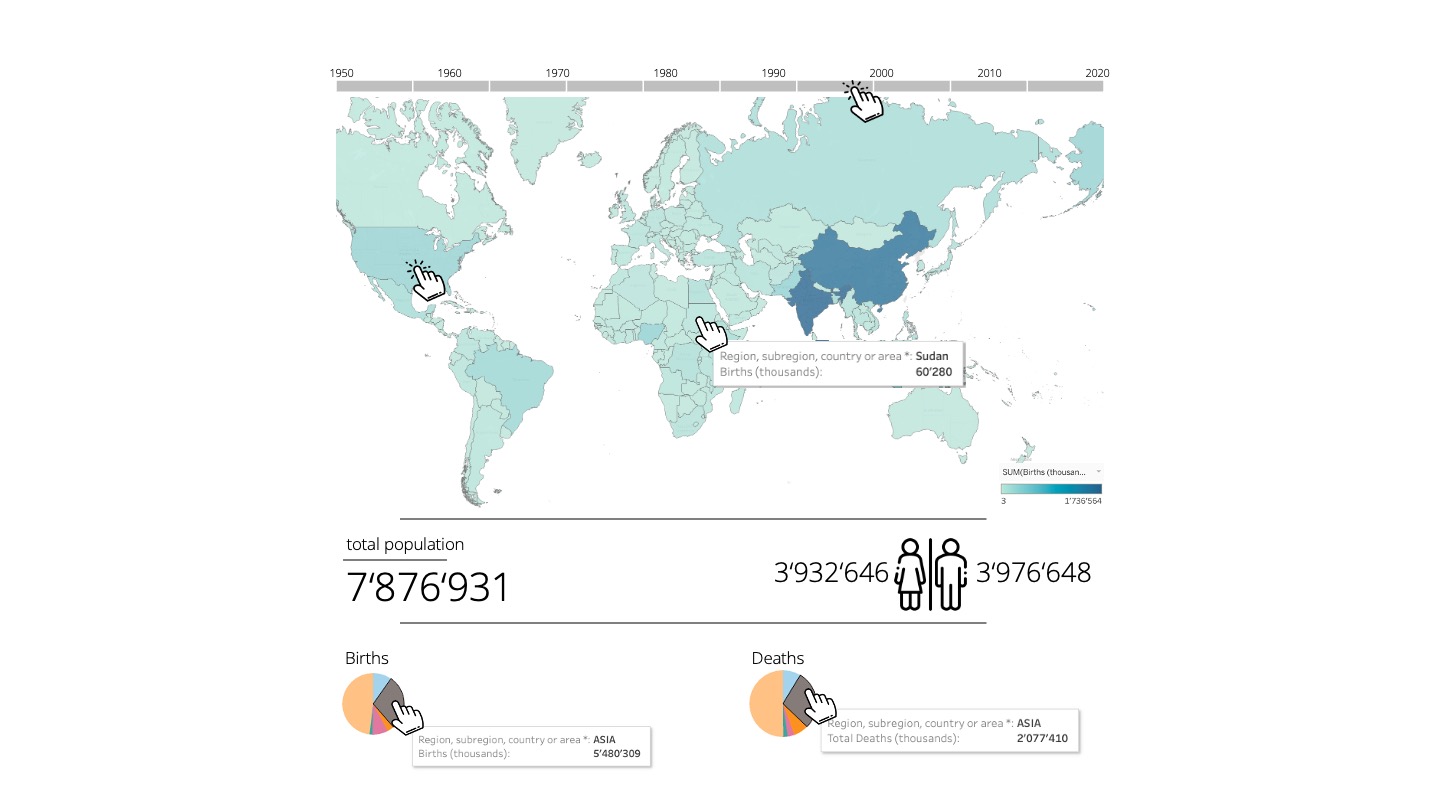 1950 1960 1970 1980 1990 2000 2010 2020
Region, subregion, country or area *: Sudan
Births (thousands): 60'280
SUM(Births (thousan...
3 1'736'564
total population
7‘876‘931
3‘932‘646 3‘976‘648
Births
Deaths
Region, subregion, country or area *: ASIA
Births (thousands): 5'480'309
Region, subregion, country or area *: ASIA
Total Deaths (thousands): 2'077'410